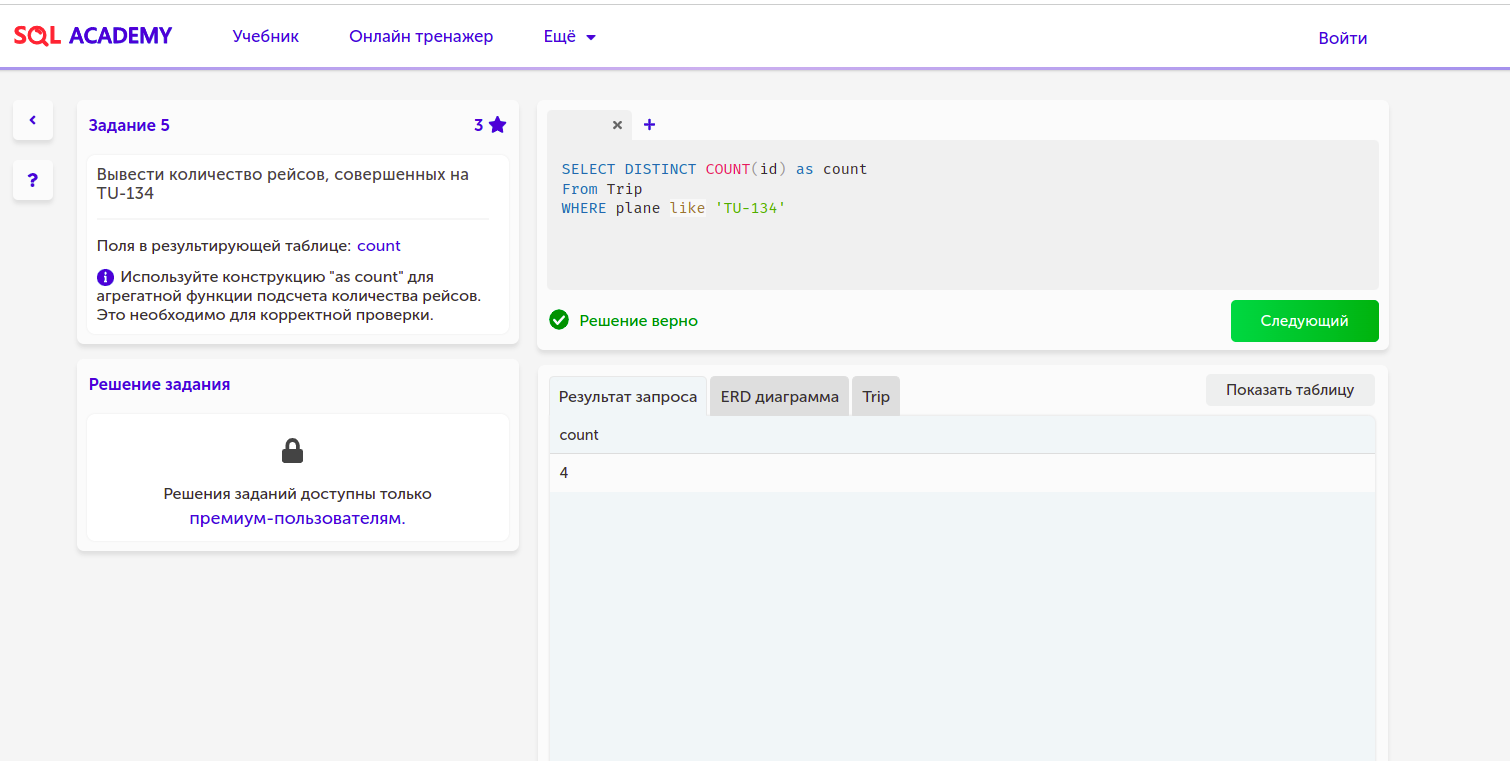 SQL ACADEMY
Учебник
Онлайн тренажер
Ещё
Войти
Задание 5
3
Вывести количество рейсов, совершенных на
TU-134
Поля в результирующей таблице: count
Используйте конструкцию "as count" для
агрегатной функции подсчета количества рейсов.
Это необходимо для корректной проверки.
Решение задания
Решения заданий доступны только
премиум-пользователям.
SELECT DISTINCT COUNT(id) as count
From Trip
WHERE plane like 'TU-134'
Решение верно
Следующий
Результат запроса
ERD диаграмма
Trip
Показать таблицу
count
4